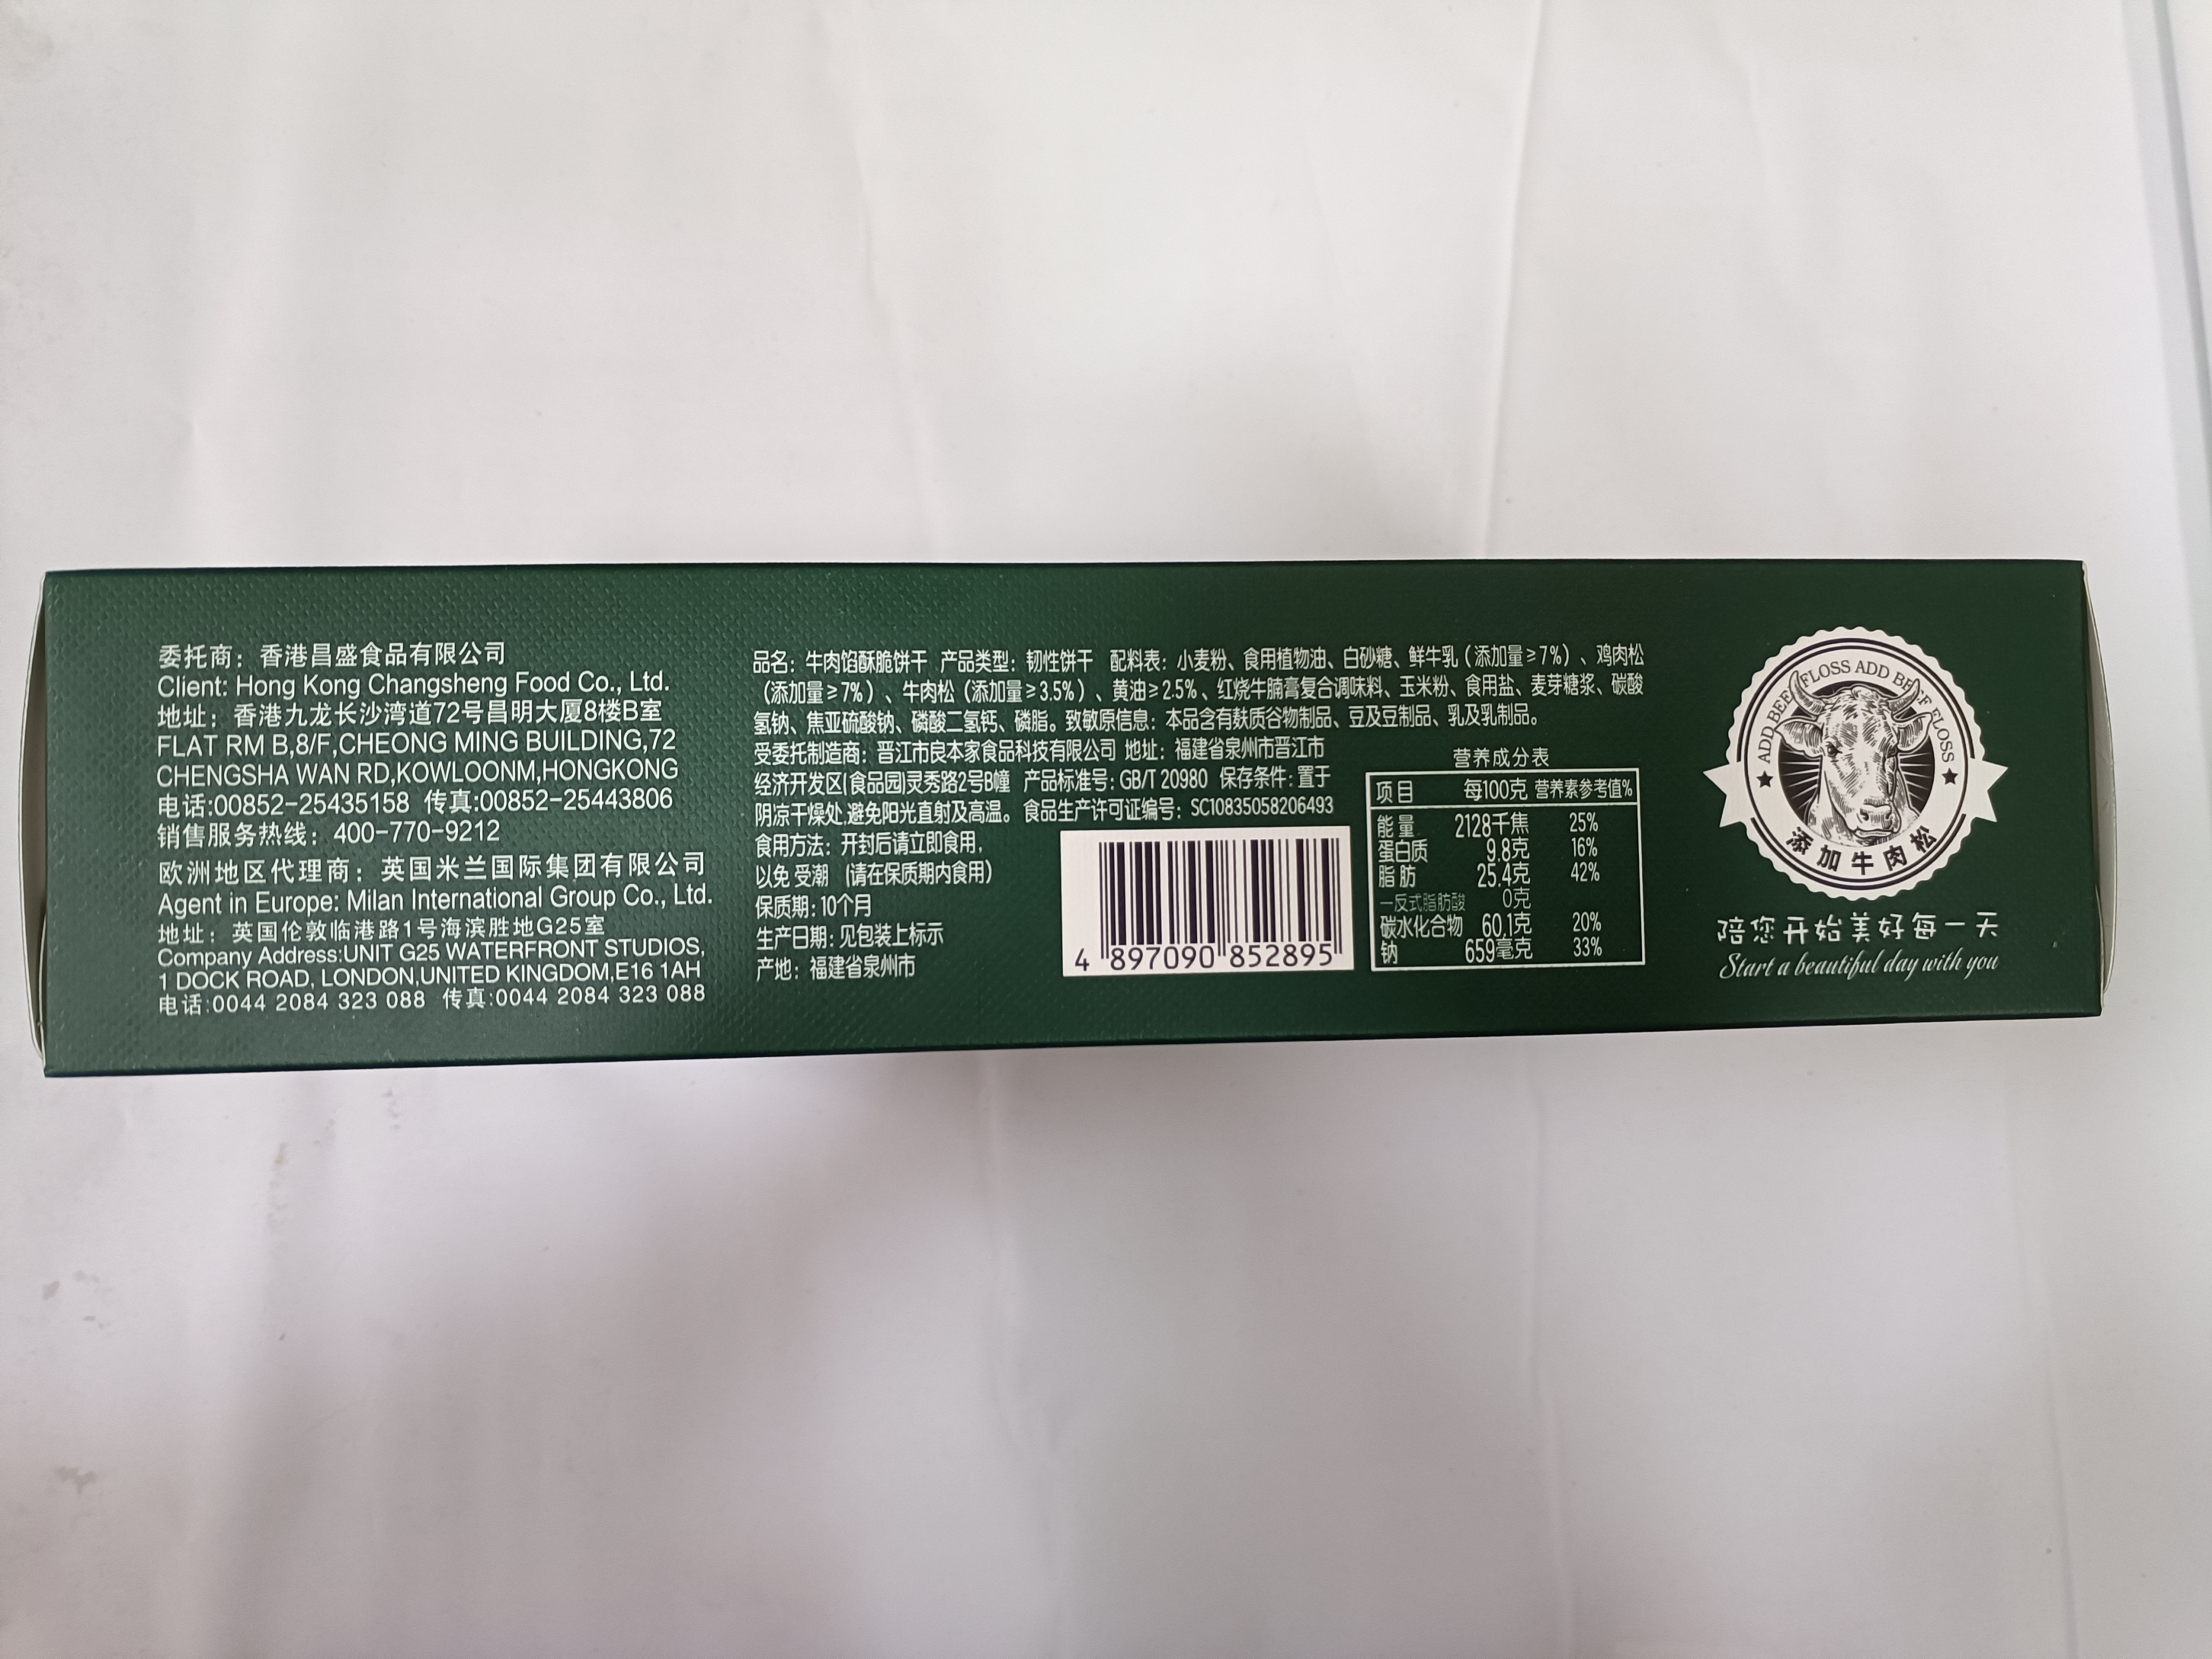 委托商：香港昌盛食品有限公司
Client: Hong Kong Changsheng Food Co., Ltd.
地址：香港九龙长沙湾道72号昌明大厦8楼B室
FLAT RM B,8/F,CHEONG MING BUILDING,72
CHENGSHA WAN RD,KOWLOONM,HONGKONG
电话:00852-25435158 传真:00852-25443806
销售服务热线：400-770-9212
欧洲地区代理商：英国米兰国际集团有限公司
Agent in Europe: Milan International Group Co., Ltd.
地址：英国伦敦临港路1号海滨胜地G25室
Company Address:UNIT G25 WATERFRONT STUDIOS,
1 DOCK ROAD, LONDON,UNITED KINGDOM,E16 1AH
电话:0044 2084 323 088 传真:0044 2084 323 088
品名：牛肉馅酥脆饼干 产品类型：韧性饼干 配料表：小麦粉、食用植物油、白砂糖、鲜牛乳（添加量≥7%）、鸡肉松
（添加量≥7%）、牛肉松（添加量≥3.5%）、黄油≥2.5%、红烧牛腩膏复合调味料、玉米粉、食用盐、麦芽糖浆、碳酸
氢钠、焦亚硫酸钠、磷酸二氢钙、磷脂。致敏原信息：本品含有麸质谷物制品、豆及豆制品、乳及乳制品。
受委托制造商：晋江市良本家食品科技有限公司 地址：福建省泉州市晋江市
经济开发区(食品园)灵秀路2号B幢 产品标准号：GB/T 20980 保存条件：置于
阴凉干燥处,避免阳光直射及高温。食品生产许可证编号：SC10835058206493
食用方法：开封后请立即食用，
以免 受潮 （请在保质期内食用）
保质期：10个月
生产日期：见包装上标示
产地：福建省泉州市
4 897090 852895
营养成分表
项目 每100克 营养素参考值%
能量 2128千焦 25%
蛋白质 9.8克 16%
脂肪 25.4克 42%
—反式脂肪酸 0克
碳水化合物 60.1克 20%
钠 659毫克 33%
ADD BEEF FLOSS ADD BEEF FLOSS
添加牛肉松
陪您开始美好每一天
Start a beautiful day with you